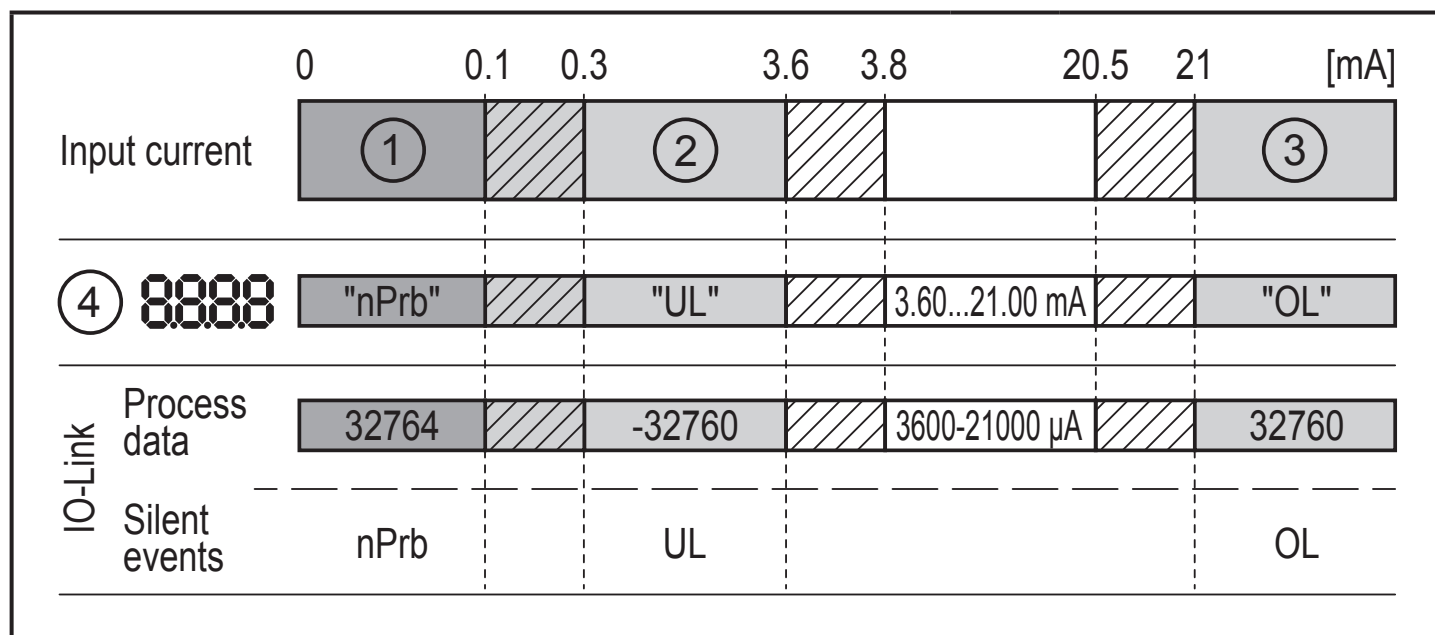 0 0.1 0.3 3.6 3.8 20.5 21 [mA]
Input current 1 2 3
4 8.8.8.8 "nPrb" "UL" 3.60...21.00 mA "OL"
IO-Link
Process
data
32764 -32760 3600-21000 µA 32760
Silent
events
nPrb UL OL